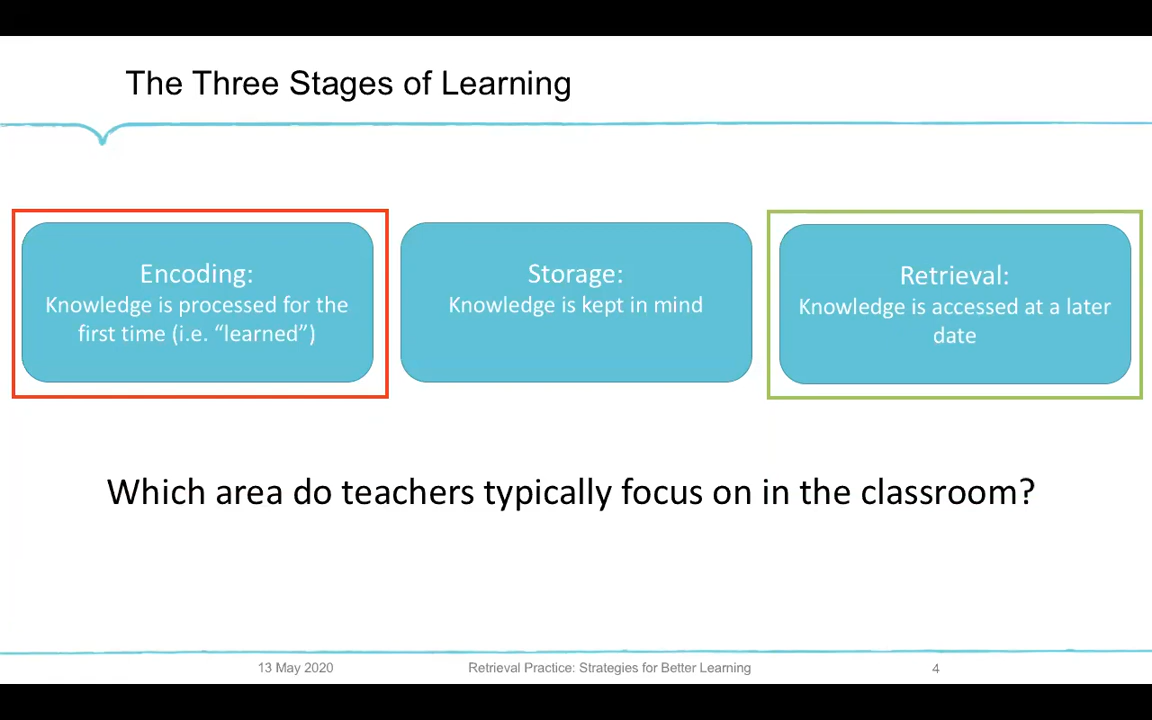 The Three Stages of Learning
Encoding:
Knowledge is processed for the
first time (i.e. “learned”)
Storage:
Knowledge is kept in mind
Retrieval:
Knowledge is accessed at a later
date
Which area do teachers typically focus on in the classroom?
13 May 2020
Retrieval Practice: Strategies for Better Learning
4